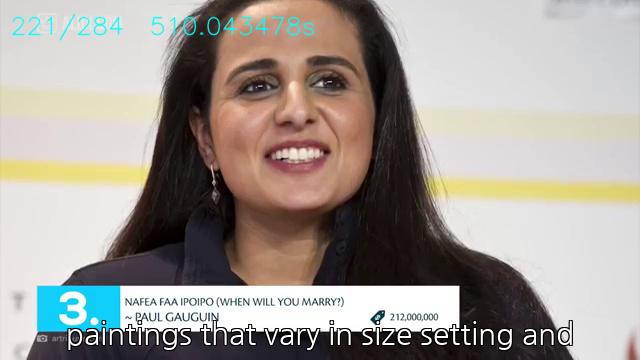 221/284 510.043478s
3.
NAFEA FAA IPOIPO (WHEN WILL YOU MARRY?)
~ PAUL GAUGUIN
212,000,000
paintings that vary in size setting and